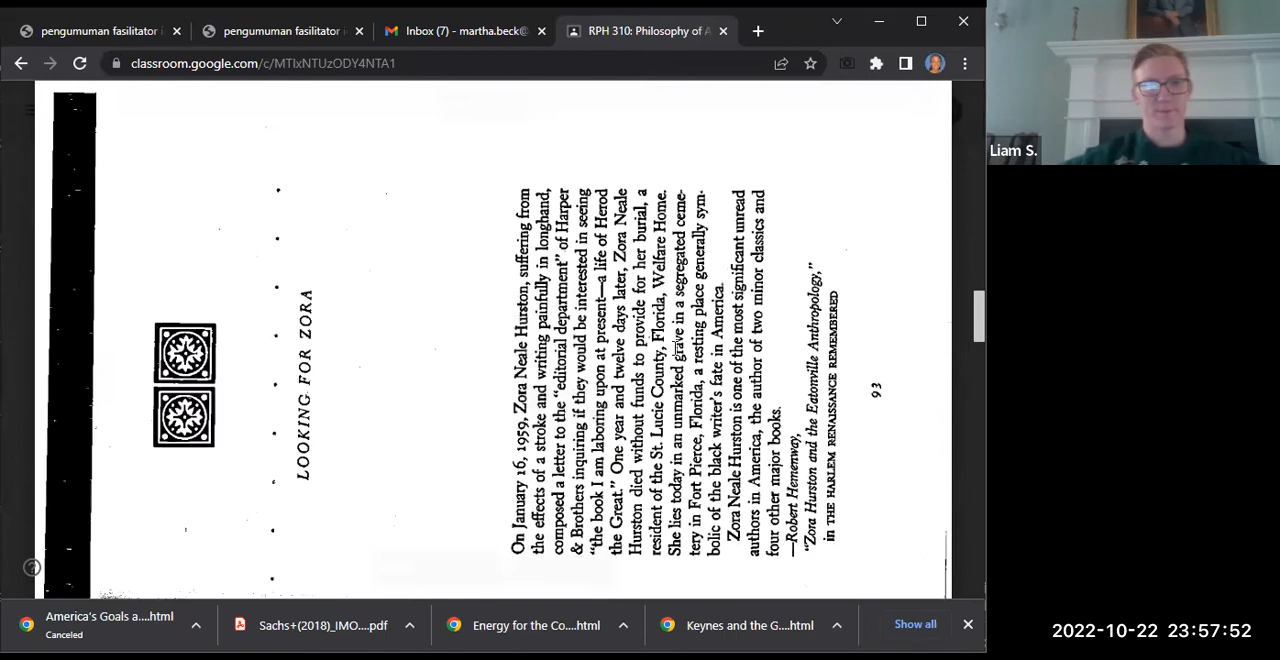 pengumuman fasilitator
pengumuman fasilitator
Inbox (7) - martha.beck@
RPH 310: Philosophy of A
classroom.google.com/c/MTIxNTUzODY4NTA1
Liam S.
LOOKING FOR ZORA
On January 16, 1959, Zora Neale Hurston, suffering from
the effects of a stroke and writing painfully in longhand,
composed a letter to the "editorial department" of Harper
& Brothers inquiring if they would be interested in seeing
"the book I am laboring upon at present—a life of Herod
the Great." One year and twelve days later, Zora Neale
Hurston died without funds to provide for her burial, a
resident of the St. Lucie County, Florida, Welfare Home.
She lies today in an unmarked grave in a segregated ceme-
tery in Fort Pierce, Florida, a resting place generally sym-
bolic of the black writer's fate in America.
Zora Neale Hurston is one of the most significant unread
authors in America, the author of two minor classics and
four other major books.
—Robert Hemenway,
"Zora Hurston and the Eatonville Anthropology,"
in THE HARLEM RENAISSANCE REMEMBERED
93
America's Goals a....html
Canceled
Sachs+(2018)_IMO....pdf
Energy for the Co....html
Keynes and the G....html
Show all
2022-10-22 23:57:52